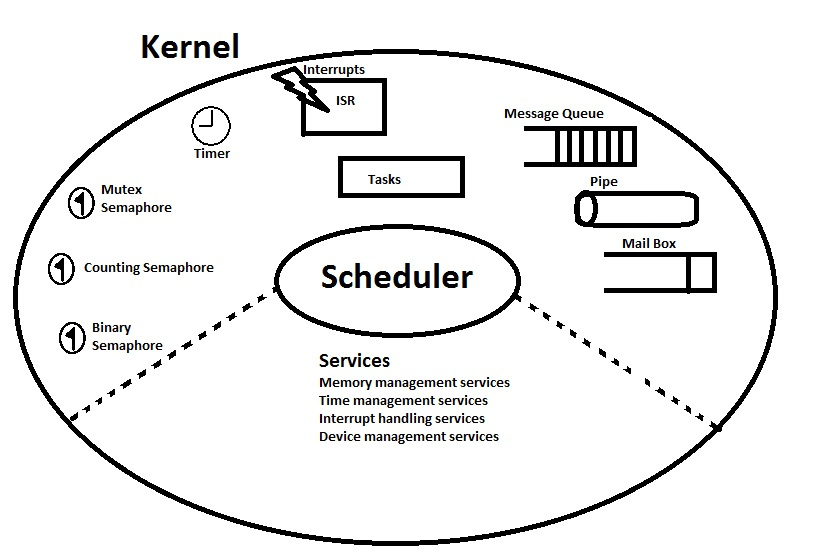 Kernel
Interrupts
ISR
Timer
Message Queue
Tasks
Pipe
Mutex
Semaphore
Mail Box
Counting Semaphore
Scheduler
Binary
Semaphore
Services
Memory management services
Time management services
Interrupt handling services
Device management services